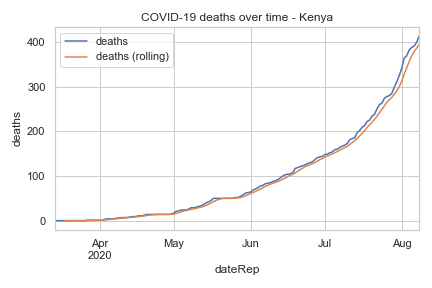 COVID-19 deaths over time - Kenya
deaths
deaths (rolling)
400
300
200
100
0
deaths
Apr
2020
May
Jun
Jul
Aug
dateRep